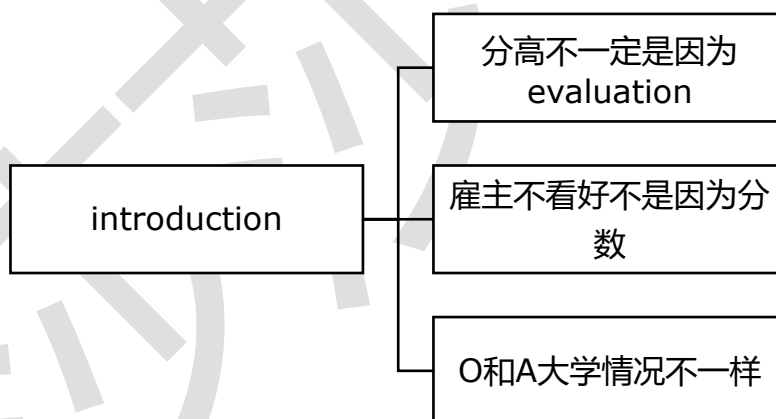 introduction
分高不一定是因为
evaluation
雇主不看好不是因为分
数
O和A大学情况不一样